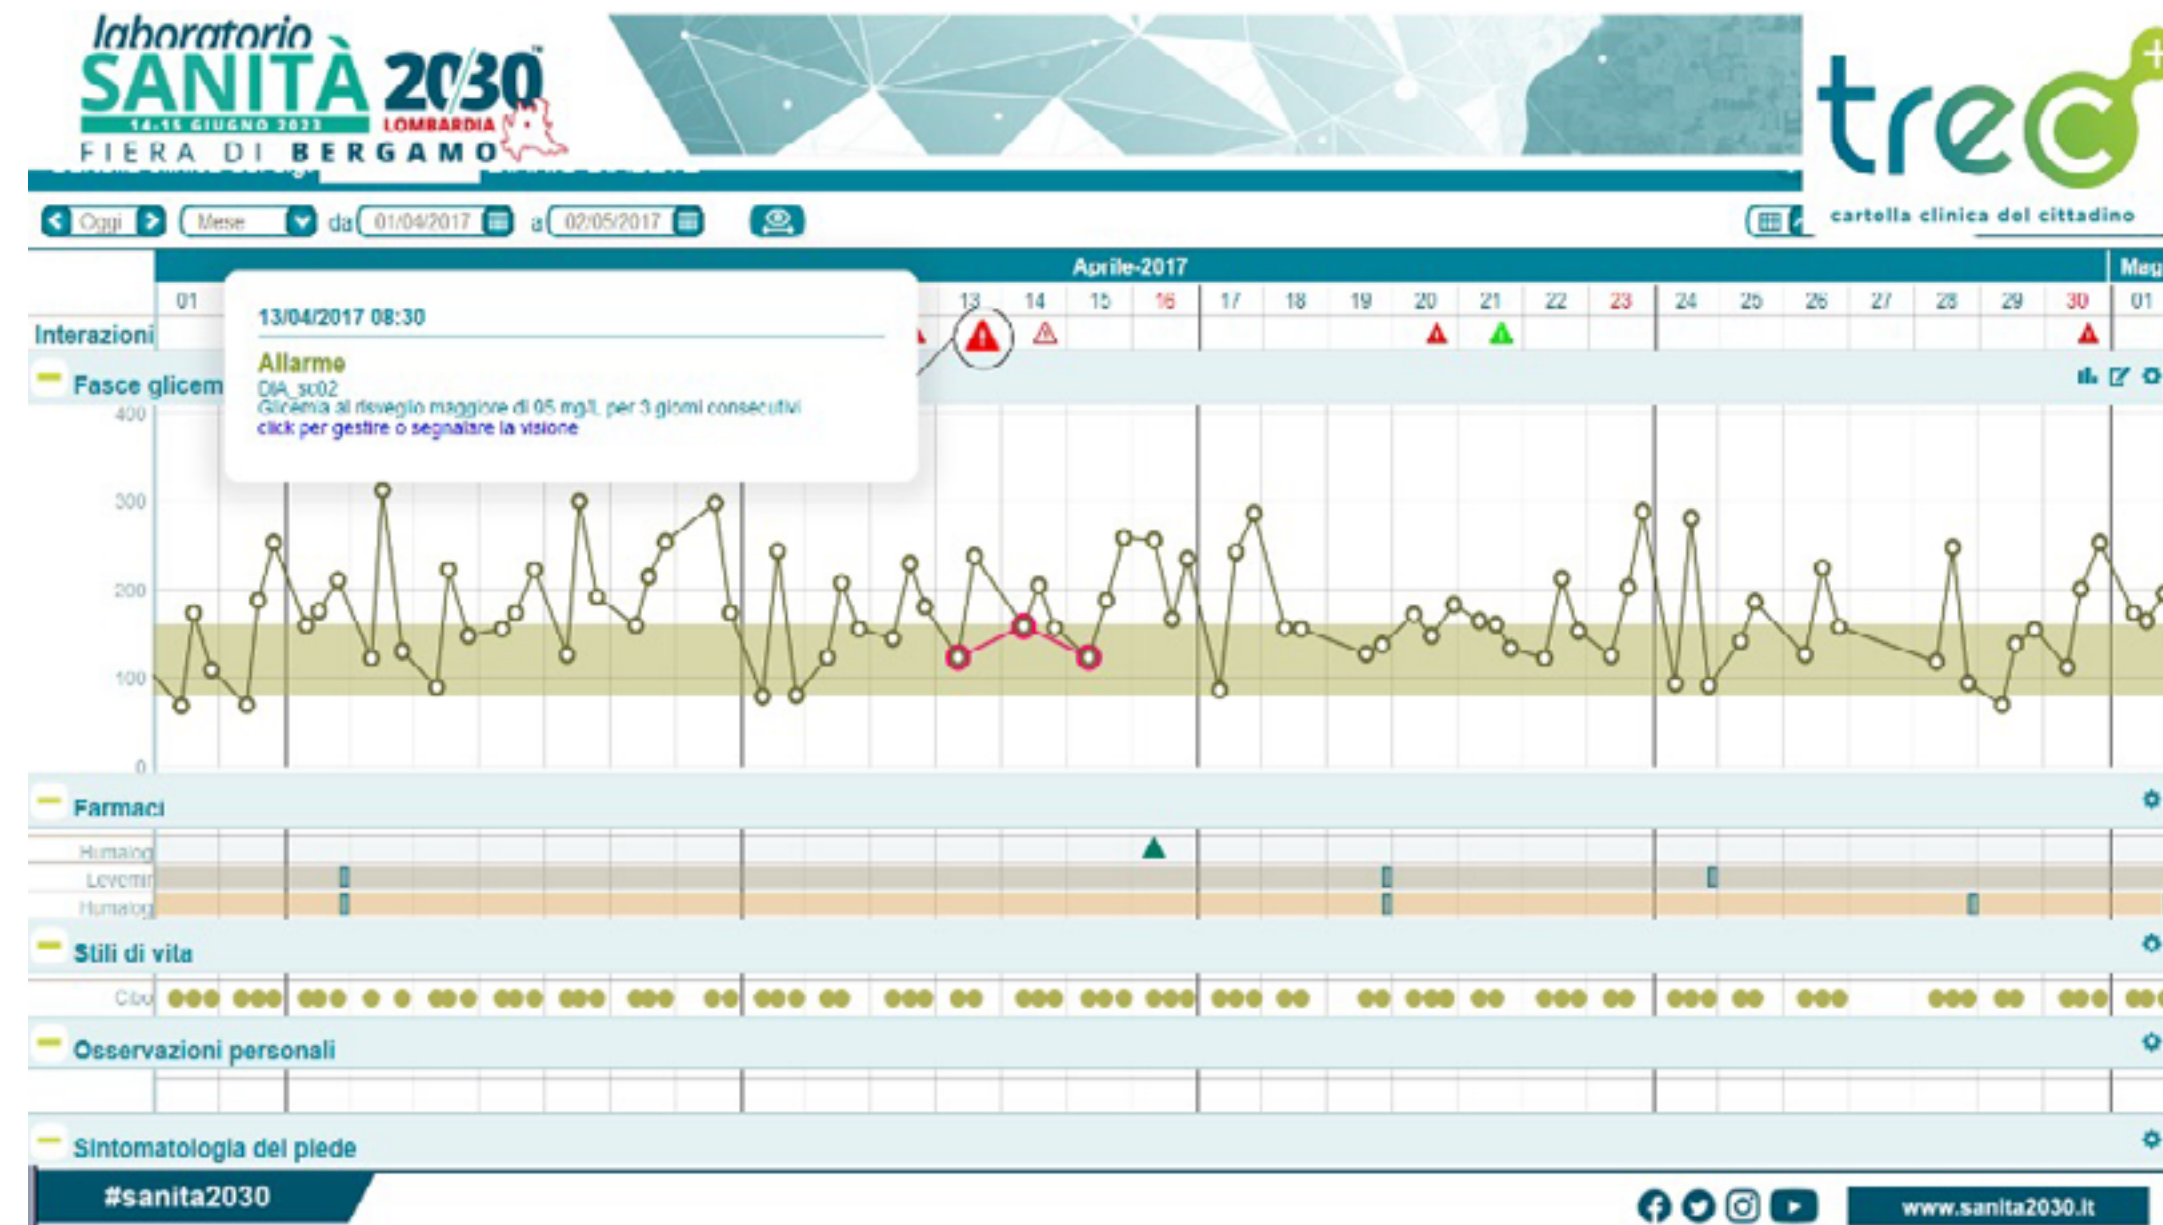 laboratorio
SANITÀ 2030
14-15 GIUGNO 2023 LOMBARDIA
FIERA DI BERGAMO
trec+
cartella clinica del cittadino
Oggi Mese da 01/04/2017 a 02/05/2017
Aprile-2017 Mag
01 13 14 15 16 17 18 19 20 21 22 23 24 25 26 27 28 29 30 01
Interazioni
13/04/2017 08:30
Allarme
Glicemia al risveglio maggiore di 95 mg/L per 3 giorni consecutivi
click per gestire o segnalare la visione
Fasce glicem
400
300
200
100
0
Farmaci
Humalog
Levemir
Humalog
Stili di vita
Cibo
Osservazioni personali
Sintomatologia del piede
#sanita2030
www.sanita2030.it